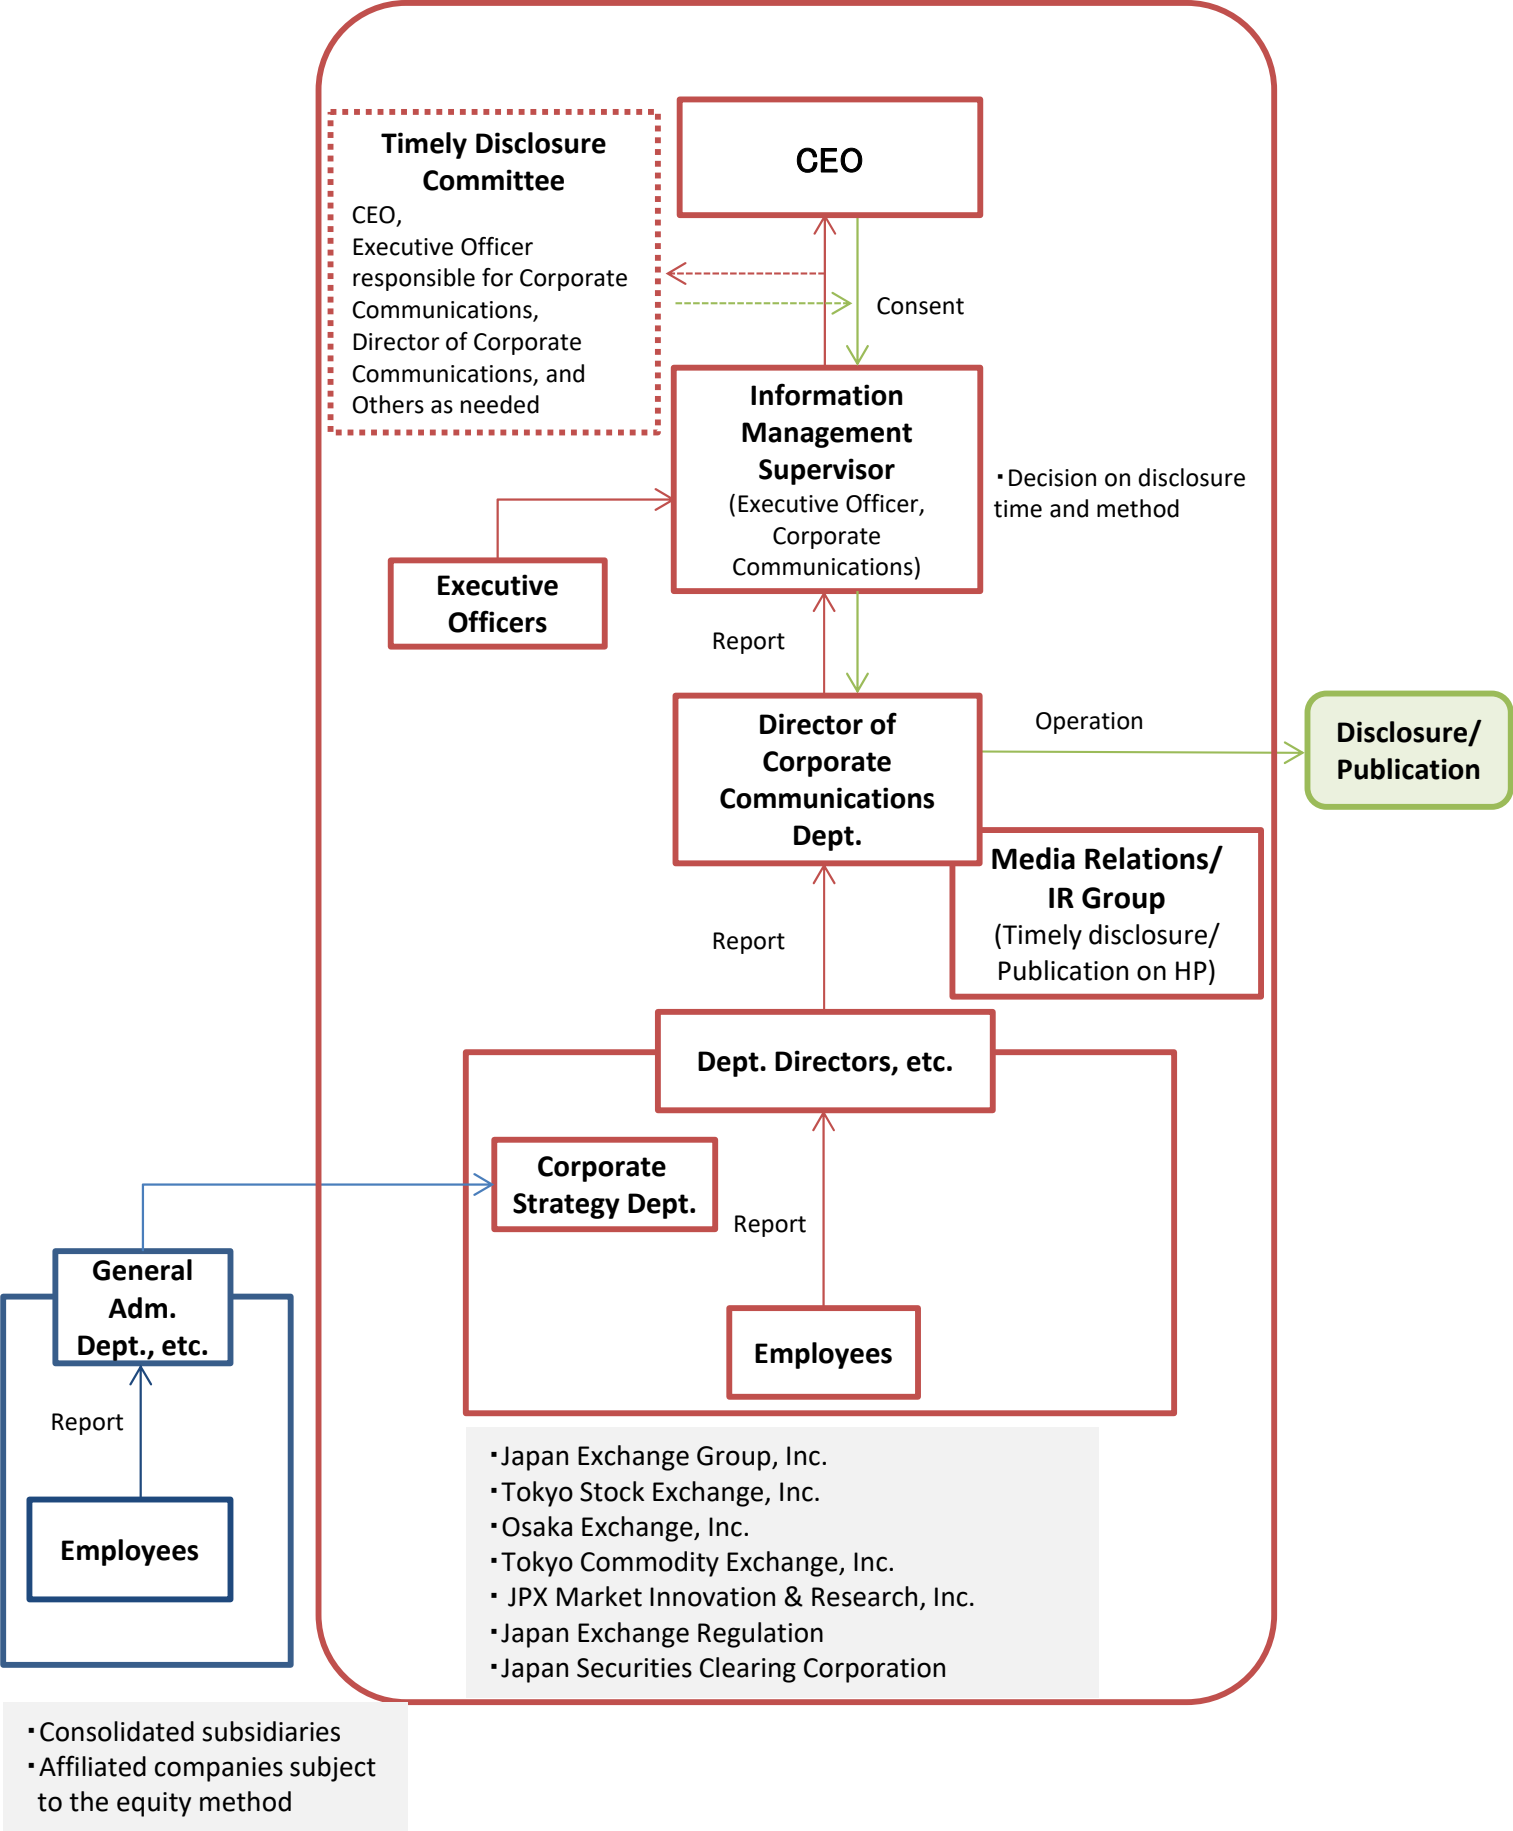 Timely Disclosure
Committee
CEO,
Executive Officer
responsible for Corporate
Communications,
Director of Corporate
Communications, and
Others as needed
CEO
Consent
Information
Management
Supervisor
(Executive Officer,
Corporate
Communications)
・Decision on disclosure
time and method
Executive
Officers
Report
Director of
Corporate
Communications
Dept.
Operation
Disclosure/
Publication
Media Relations/
IR Group
(Timely disclosure/
Publication on HP)
Report
Dept. Directors, etc.
Corporate
Strategy Dept.
Report
Employees
General
Adm.
Dept., etc.
Report
Employees
・Japan Exchange Group, Inc.
・Tokyo Stock Exchange, Inc.
・Osaka Exchange, Inc.
・Tokyo Commodity Exchange, Inc.
・ JPX Market Innovation & Research, Inc.
・Japan Exchange Regulation
・Japan Securities Clearing Corporation
・Consolidated subsidiaries
・Affiliated companies subject
to the equity method